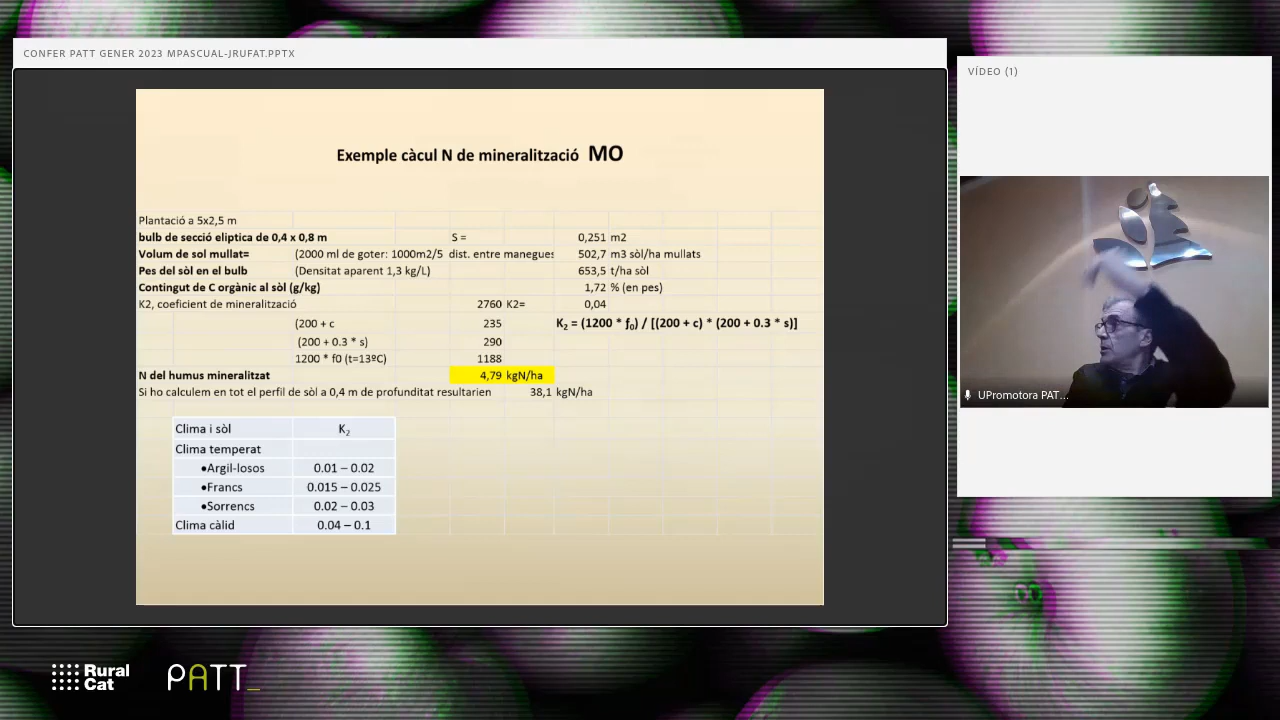 CONFER PATT GENER 2023 MPASCUAL-JRUFAT.PPTX
VÍDEO (1)
Exemple càcul N de mineralització MO
Plantació a 5x2,5 m
bulb de secció eliptica de 0,4 x 0,8 m S = 0,251 m2
Volum de sol mullat= (2000 ml de goter: 1000m2/5 dist. entre manegues 502,7 m3 sòl/ha mullats
Pes del sòl en el bulb (Densitat aparent 1,3 kg/L) 653,5 t/ha sòl
Contingut de C orgànic al sòl (g/kg) 1,72 % (en pes)
K2, coeficient de mineralització 2760 K2= 0,04
(200 + c 235 K2 = (1200 * f0) / [(200 + c) * (200 + 0.3 * s)]
(200 + 0.3 * s) 290
1200 * f0 (t=13ºC) 1188
N del humus mineralitzat 4,79 kgN/ha
Si ho calculem en tot el perfil de sòl a 0,4 m de profunditat resultarien 38,1 kgN/ha
Clima i sòl K2
Clima temperat
•Argil-losos 0.01 – 0.02
•Francs 0.015 – 0.025
•Sorrencs 0.02 – 0.03
Clima càlid 0.04 – 0.1
UPromotora PAT...
Rural
Cat
PATT_